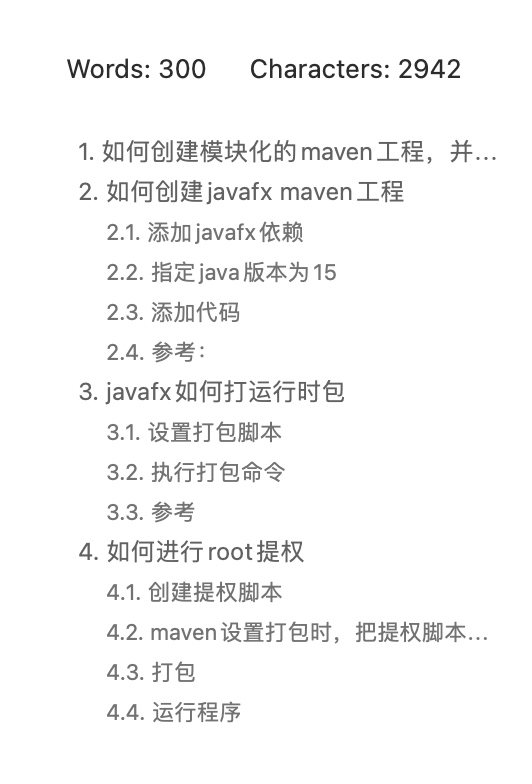 Words: 300 Characters: 2942
1. 如何创建模块化的maven工程，并...
2. 如何创建javafx maven工程
2.1. 添加javafx依赖
2.2. 指定java版本为15
2.3. 添加代码
2.4. 参考：
3. javafx如何打运行时包
3.1. 设置打包脚本
3.2. 执行打包命令
3.3. 参考
4. 如何进行root提权
4.1. 创建提权脚本
4.2. maven设置打包时，把提权脚本...
4.3. 打包
4.4. 运行程序